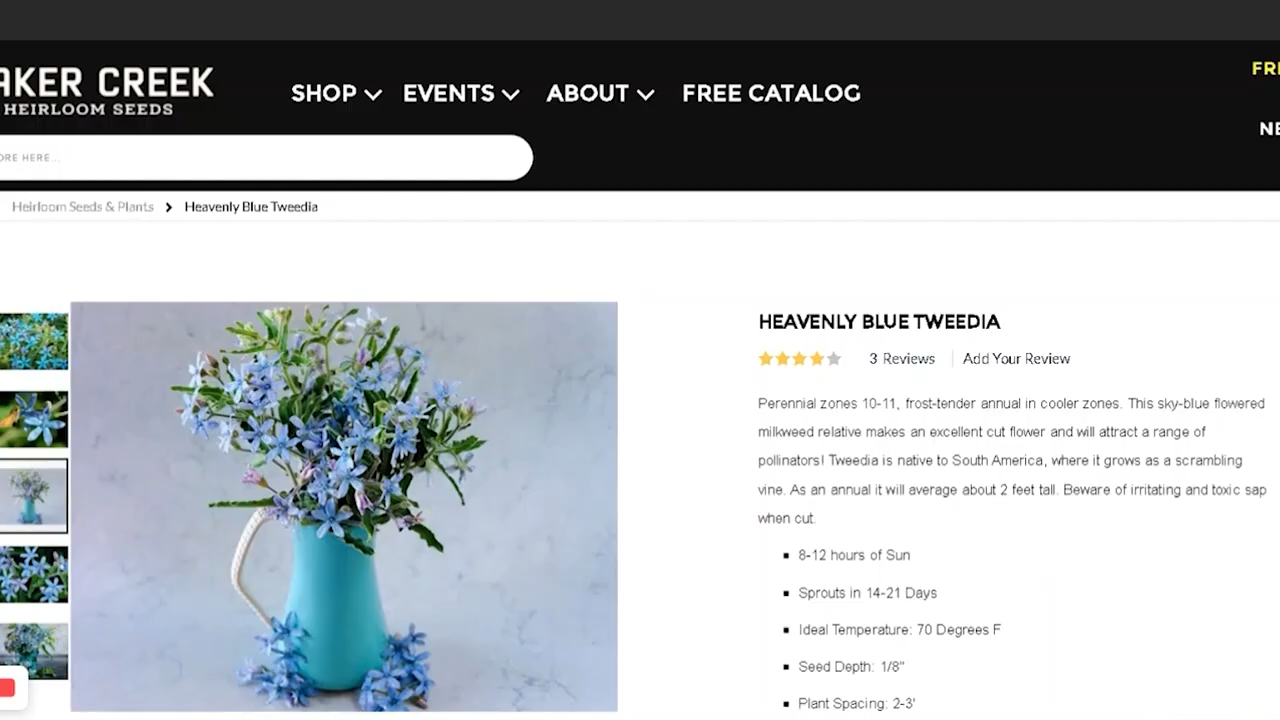 AKER CREEK
HEIRLOOM SEEDS
SHOP EVENTS ABOUT FREE CATALOG
FRE
NE
ORE HERE...
Heirloom Seeds & Plants > Heavenly Blue Tweedia
HEAVENLY BLUE TWEEDIA
3 Reviews | Add Your Review
Perennial zones 10-11, frost-tender annual in cooler zones. This sky-blue flowered
milkweed relative makes an excellent cut flower and will attract a range of
pollinators! Tweedia is native to South America, where it grows as a scrambling
vine. As an annual it will average about 2 feet tall. Beware of irritating and toxic sap
when cut.
▪ 8-12 hours of Sun
▪ Sprouts in 14-21 Days
▪ Ideal Temperature: 70 Degrees F
▪ Seed Depth: 1/8"
▪ Plant Spacing: 2-3'